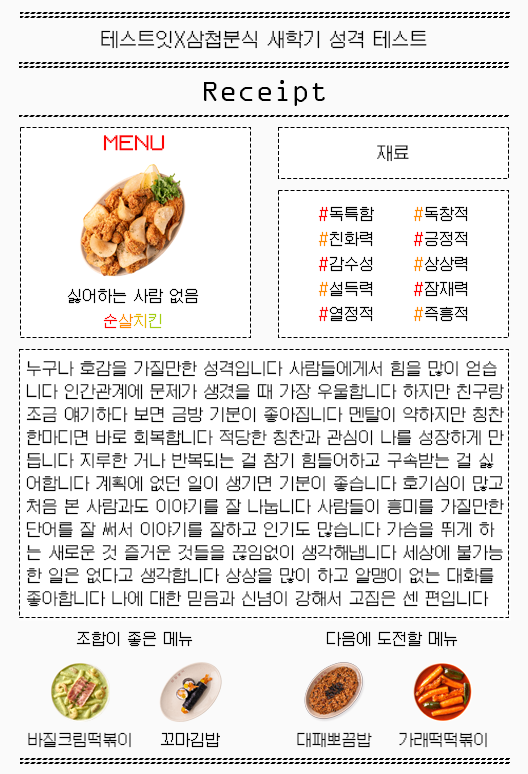 테스트잇X삼첩분식 새학기 성격 테스트
Receipt
MENU
싫어하는 사람 없음
순살치킨
재료
#독특함 #독창적
#친화력 #긍정적
#감수성 #상상력
#설득력 #잠재력
#열정적 #즉흥적
누구나 호감을 가질만한 성격입니다 사람들에게서 힘을 많이 얻습
니다 인간관계에 문제가 생겼을 때 가장 우울합니다 하지만 친구랑
조금 얘기하다 보면 금방 기분이 좋아집니다 멘탈이 약하지만 칭찬
한마디면 바로 회복합니다 적당한 칭찬과 관심이 나를 성장하게 만
듭니다 지루한 거나 반복되는 걸 참기 힘들어하고 구속받는 걸 싫
어합니다 계획에 없던 일이 생기면 기분이 좋습니다 호기심이 많고
처음 본 사람과도 이야기를 잘 나눕니다 사람들이 흥미를 가질만한
단어를 잘 써서 이야기를 잘하고 인기도 많습니다 가슴을 뛰게 하
는 새로운 것 즐거운 것들을 끊임없이 생각해냅니다 세상에 불가능
한 일은 없다고 생각합니다 상상을 많이 하고 알맹이 없는 대화를
좋아합니다 나에 대한 믿음과 신념이 강해서 고집은 센 편입니다
조합이 좋은 메뉴 다음에 도전할 메뉴
바질크림떡볶이 꼬마김밥 대패뽀끔밥 가래떡떡볶이